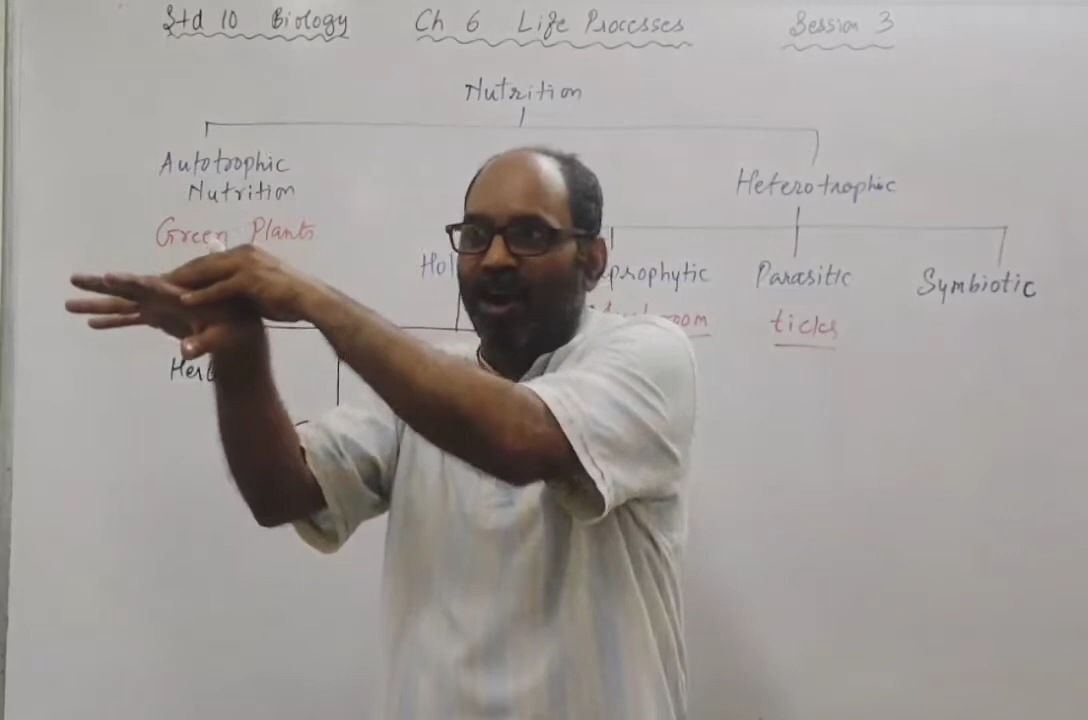 Std 10 Biology Ch 6 Life Processes Session 3
Nutrition
Autotrophic
Nutrition
Heterotrophic
Green Plants
Parasitic
Symbiotic
ticks